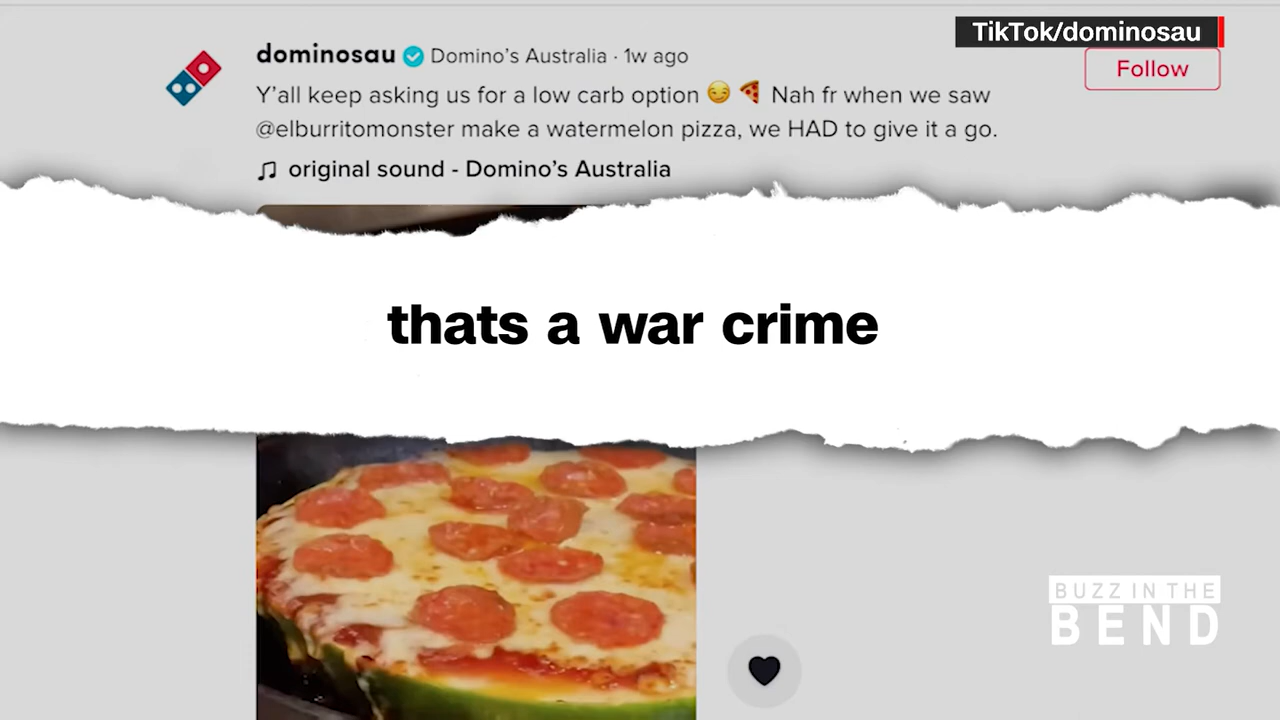 TikTok/dominosau
dominosau Domino's Australia · 1w ago
Follow
Y'all keep asking us for a low carb option 😏 🍕 Nah fr when we saw
@elburritomonster make a watermelon pizza, we HAD to give it a go.
original sound - Domino's Australia
thats a war crime
BUZZ IN THE
BEND